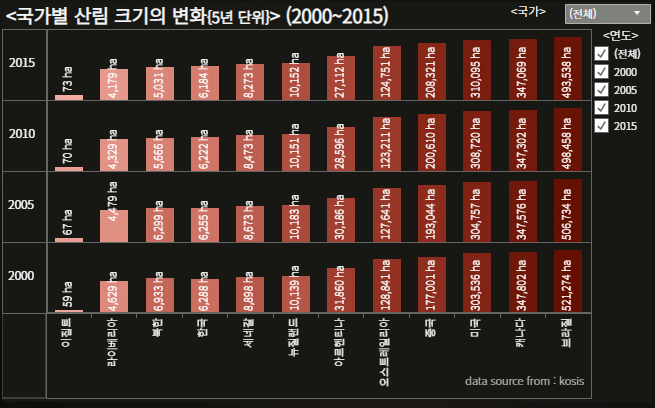 <국가별 산림 크기의 변화[5년 단위]> (2000~2015)
<국가>
(전체)
<연도>
(전체)
2000
2005
2010
2015
2015
73 ha
4,179 ha
5,031 ha
6,184 ha
8,273 ha
10,152 ha
27,112 ha
124,751 ha
208,321 ha
310,095 ha
347,069 ha
493,538 ha
2010
70 ha
4,329 ha
5,666 ha
6,222 ha
8,473 ha
10,151 ha
28,596 ha
123,211 ha
200,610 ha
308,720 ha
347,302 ha
498,458 ha
2005
67 ha
4,479 ha
6,299 ha
6,255 ha
8,673 ha
10,183 ha
30,186 ha
127,641 ha
193,044 ha
304,757 ha
347,576 ha
506,734 ha
2000
59 ha
4,629 ha
6,933 ha
6,288 ha
8,898 ha
10,139 ha
31,860 ha
128,841 ha
177,001 ha
303,536 ha
347,802 ha
521,274 ha
이집트
라이베리아
북한
한국
세네갈
뉴질랜드
아르헨티나
오스트레일리아
중국
미국
캐나다
브라질
data source from : kosis